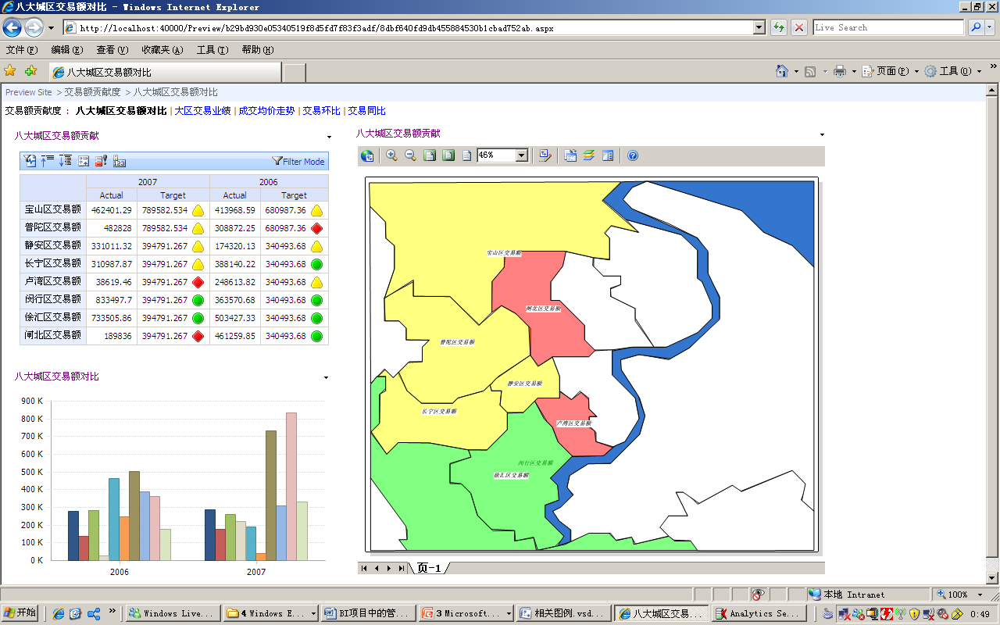 八大城区交易额对比 - Windows Internet Explorer
http://localhost:40000/Preview/b29bd930e05340519f8d5fd7f83f3adf/8dbf640fd9db455884530b1cbad752ab.aspx
Live Search
文件(F) 编辑(E) 查看(V) 收藏夹(A) 工具(T) 帮助(H)
八大城区交易额对比
页面(P) 工具(O)
Preview Site > 交易额贡献度 > 八大城区交易额对比
交易额贡献度 : 八大城区交易额对比 | 大区交易业绩 | 成交均价走势 | 交易环比 | 交易同比
八大城区交易额贡献
Filter Mode
2007 2006
Actual Target Actual Target
宝山区交易额 462401.29 789582.534 413968.59 680987.36
普陀区交易额 482828 789582.534 308872.25 680987.36
静安区交易额 331011.32 394791.267 174320.13 340493.68
长宁区交易额 310987.87 394791.267 388140.22 340493.68
卢湾区交易额 38619.46 394791.267 248613.82 340493.68
闵行区交易额 833497.7 394791.267 363570.68 340493.68
徐汇区交易额 733505.86 394791.267 503427.33 340493.68
闸北区交易额 189836 394791.267 461259.85 340493.68
八大城区交易额对比
900 K
800 K
700 K
600 K
500 K
400 K
300 K
200 K
100 K
0 K
2006 2007
八大城区交易额贡献
46%
宝山区交易额
闸北区交易额
普陀区交易额
静安区交易额
长宁区交易额
卢湾区交易额
闵行区交易额
徐汇区交易额
页-1
本地 Intranet
100%
开始
Windows Live...
4 Windows E...
BI项目中的管...
3 Microsoft...
相关图例.vsd...
八大城区交易...
Analytics Se...
0:49